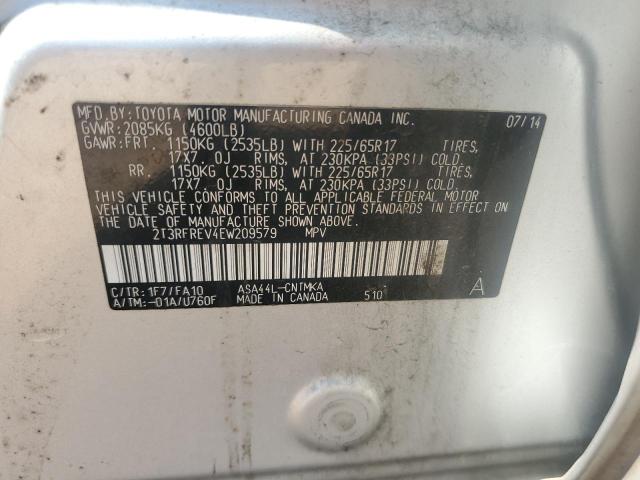 MFD.BY:TOYOTA MOTOR MANUFACTURING CANADA INC. 07/14
GVWR:2085KG (4600LB)
GAWR:FRT. 1150KG (2535LB) WITH 225/65R17 TIRES,
17X7.0J RIMS, AT 230KPA (33PSI) COLD.
RR. 1150KG (2535LB) WITH 225/65R17 TIRES,
17X7.0J RIMS, AT 230KPA (33PSI) COLD.
THIS VEHICLE CONFORMS TO ALL APPLICABLE FEDERAL MOTOR
VEHICLE SAFETY AND THEFT PREVENTION STANDARDS IN EFFECT ON
THE DATE OF MANUFACTURE SHOWN ABOVE.
2T3RFREV4EW209579 MPV
C/TR:1F7/FA10 ASA44L-CNTMKA
A/TM:-01A/U760F MADE IN CANADA 510 A